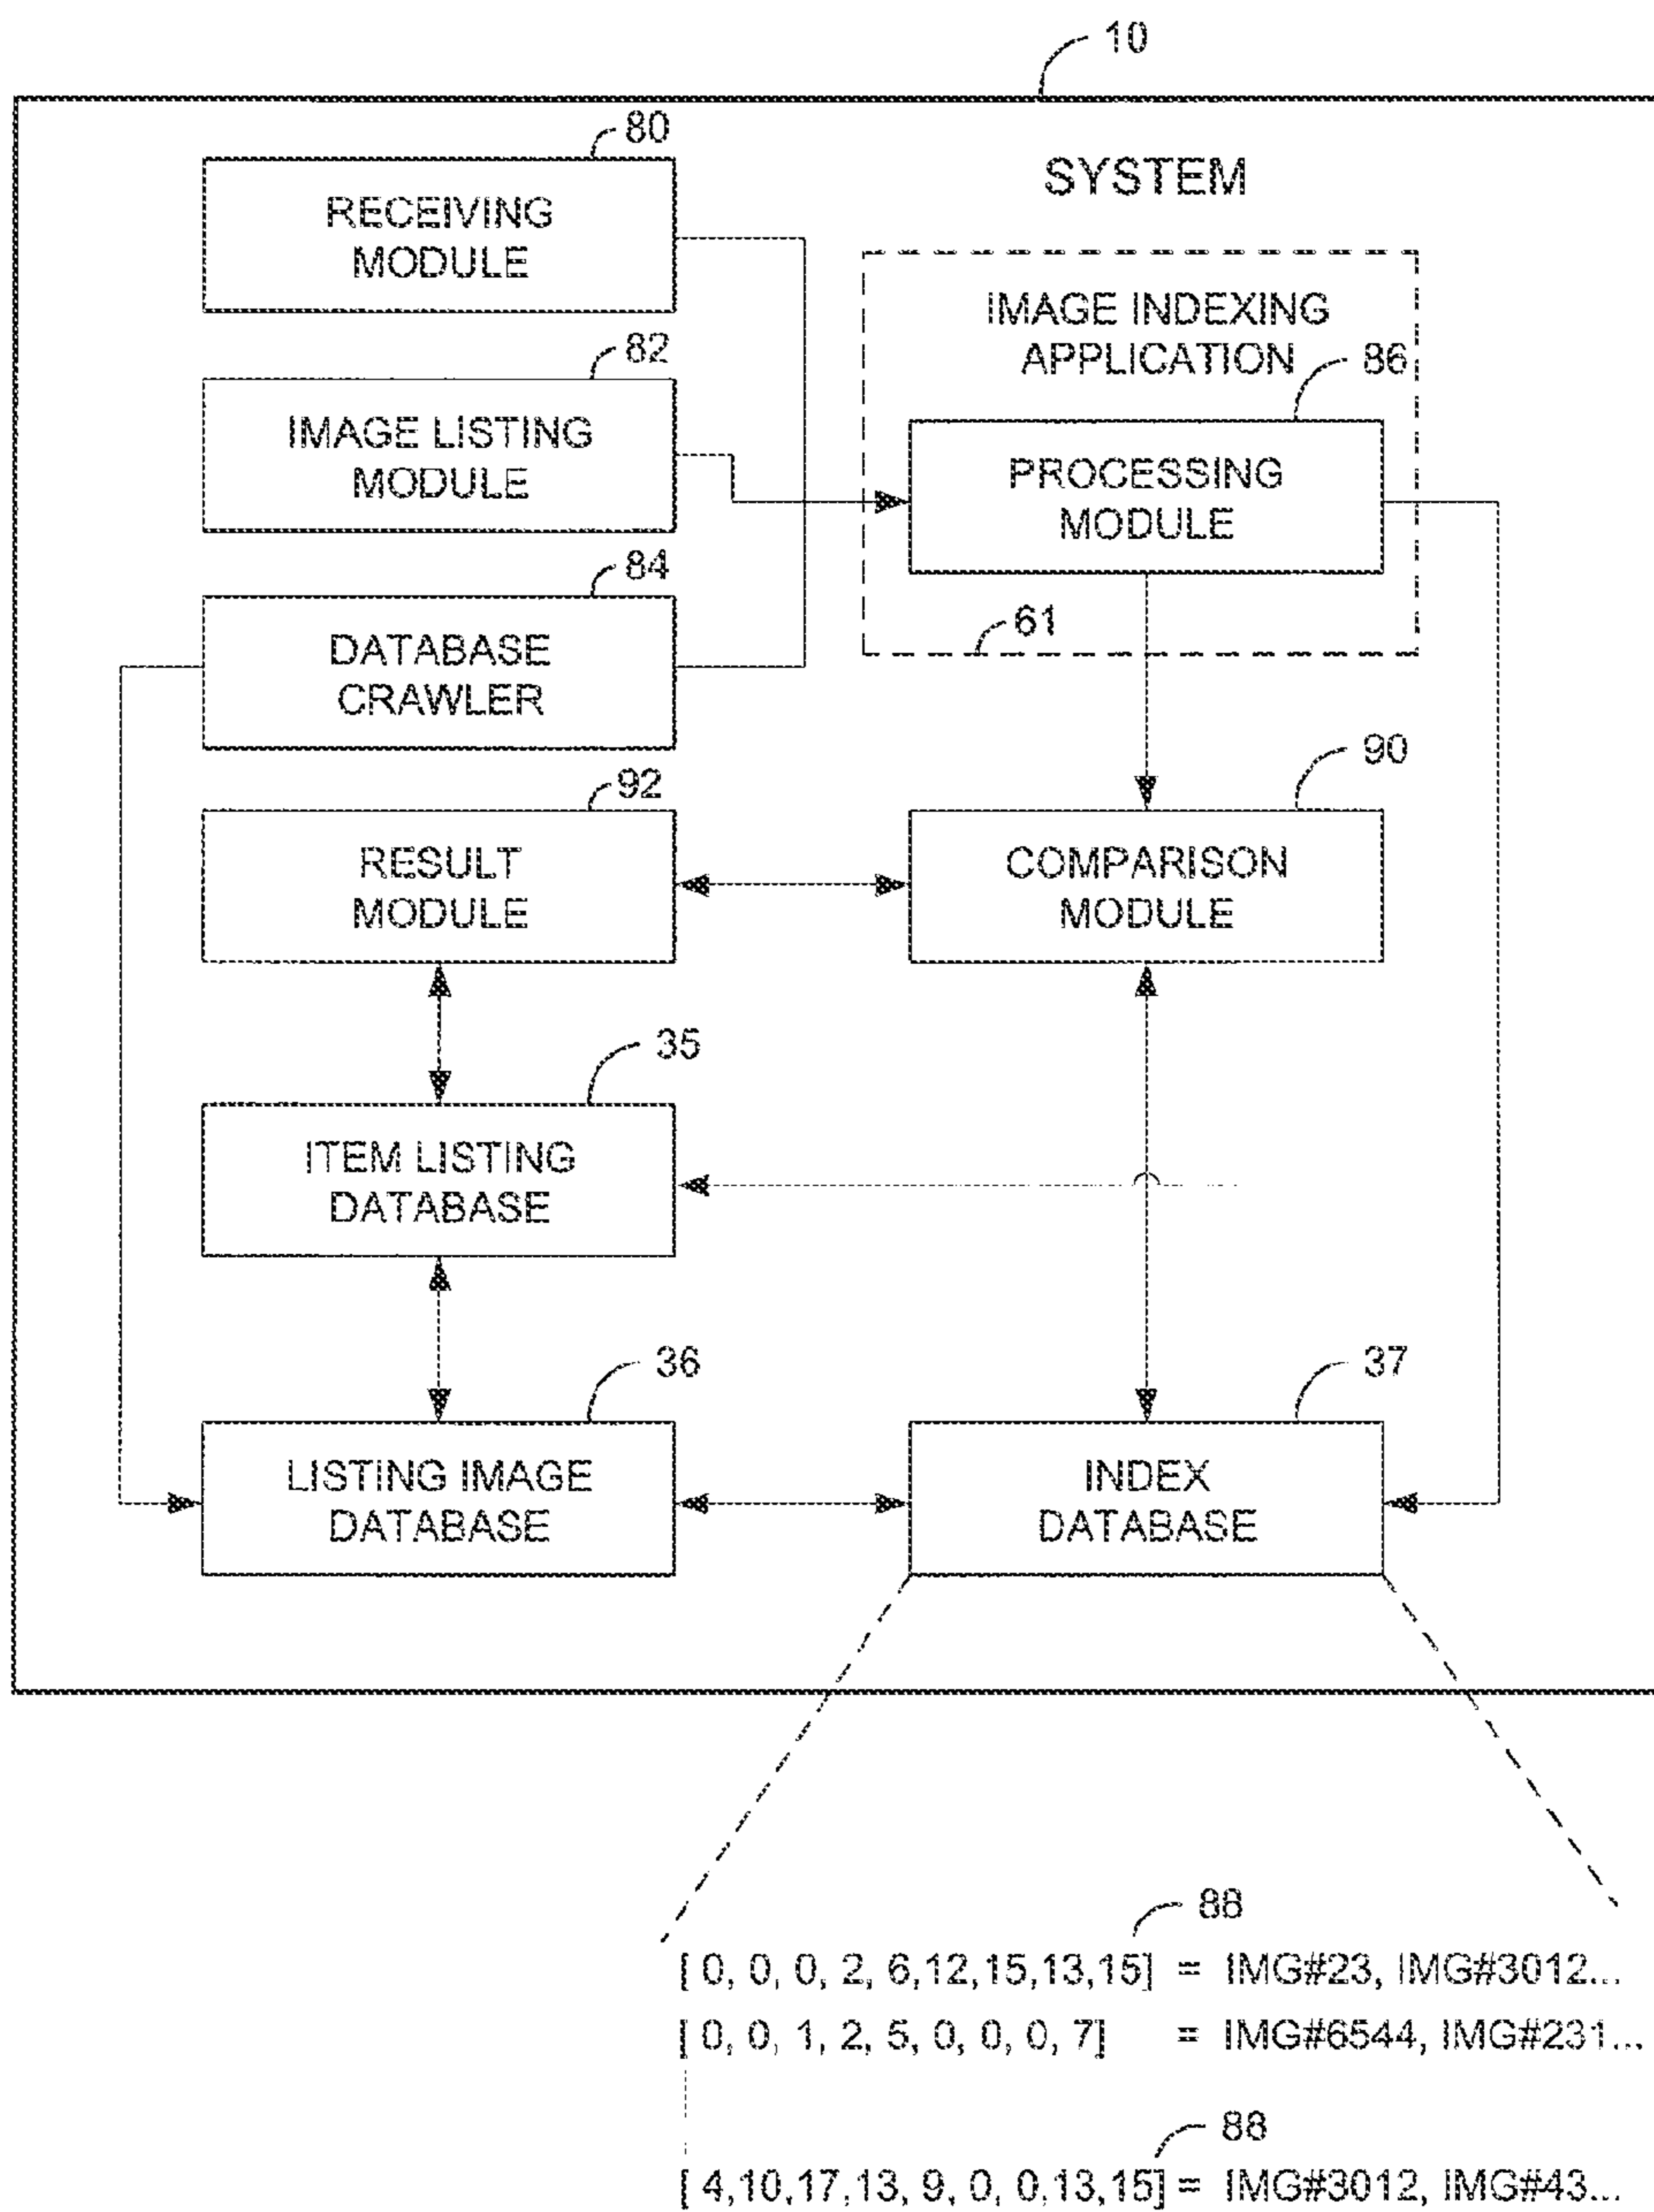 10
80
SYSTEM
RECEIVING
MODULE
IMAGE INDEXING
APPLICATION
82
86
IMAGE LISTING
MODULE
PROCESSING
MODULE
84
61
DATABASE
CRAWLER
92
90
RESULT
MODULE
COMPARISON
MODULE
35
ITEM LISTING
DATABASE
36
37
LISTING IMAGE
DATABASE
INDEX
DATABASE
88
[ 0, 0, 0, 2, 6,12,15,13,15] = IMG#23, IMG#3012...
[ 0, 0, 1, 2, 5, 0, 0, 0, 7] = IMG#6544, IMG#231...
88
[ 4,10,17,13, 9, 0, 0,13,15] = IMG#3012, IMG#43...